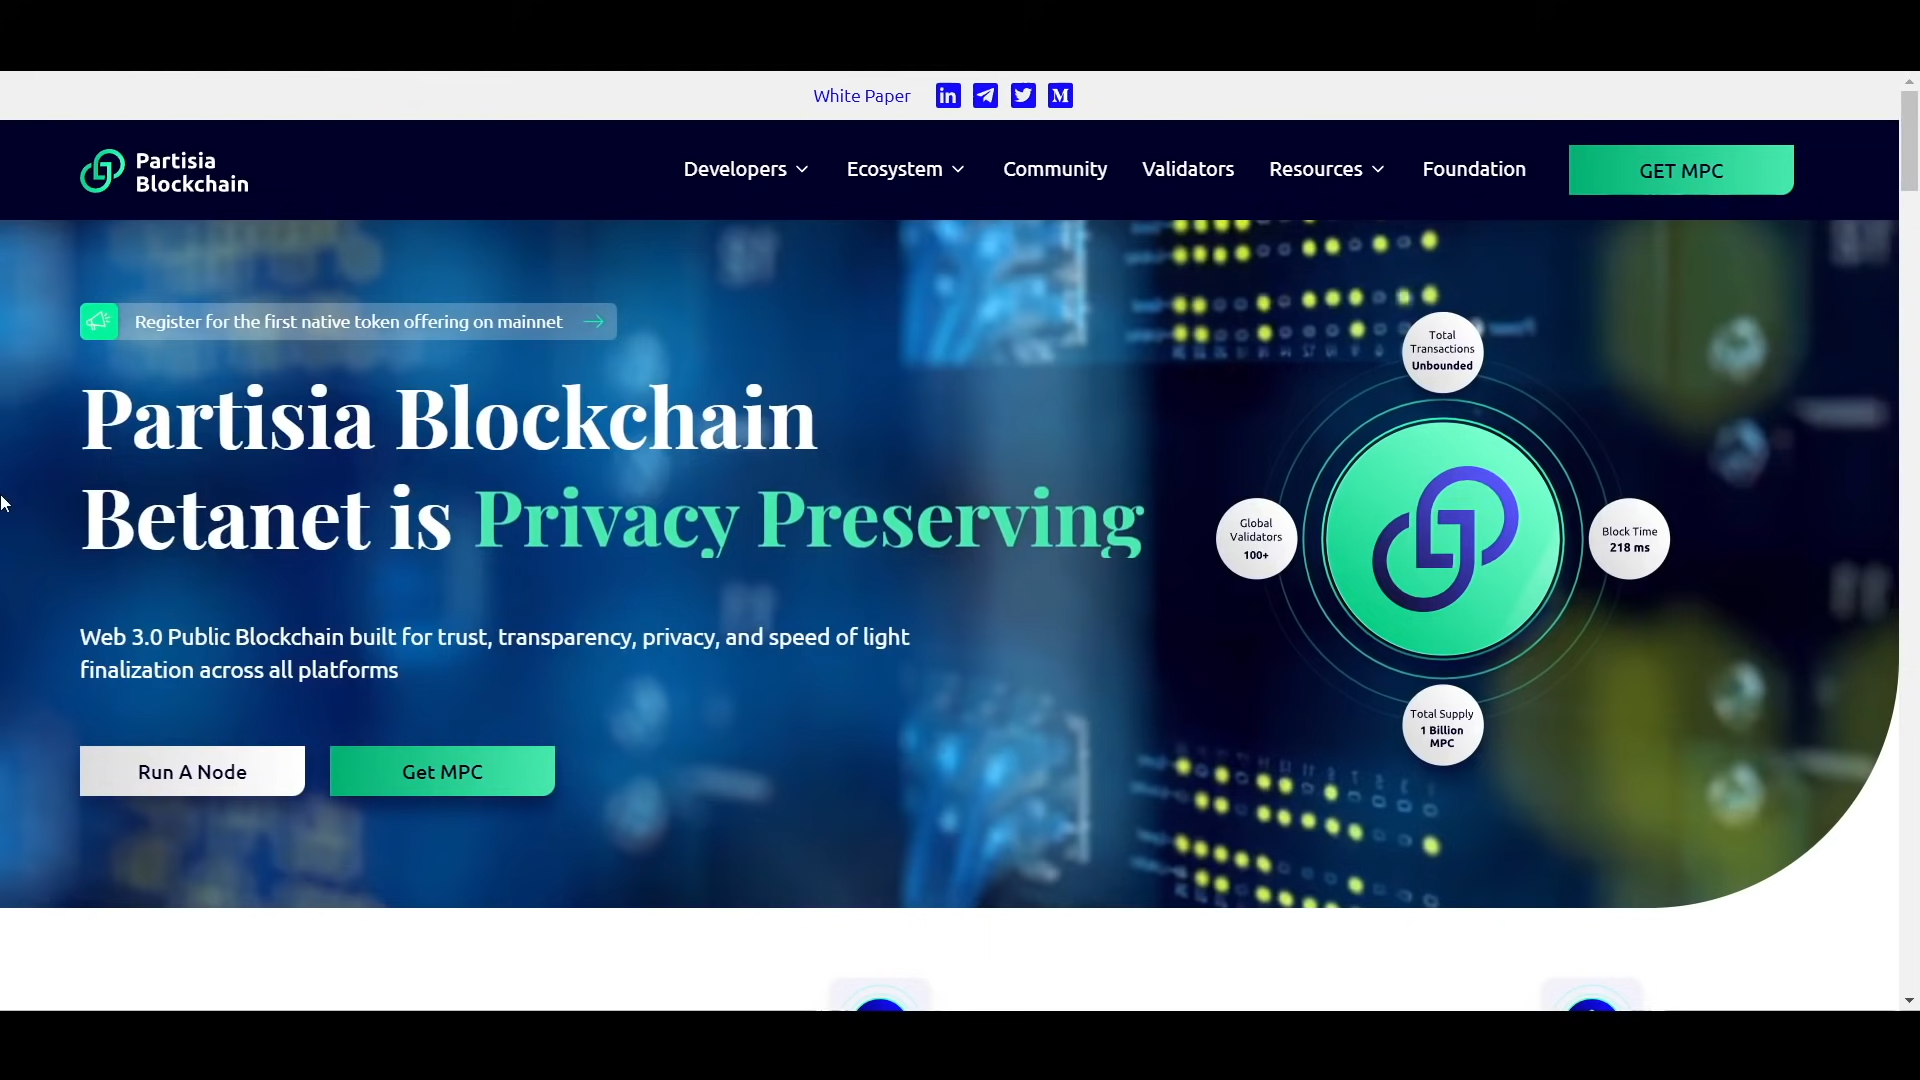 White Paper
Partisia
Blockchain
Developers
Ecosystem
Community
Validators
Resources
Foundation
GET MPC
Register for the first native token offering on mainnet
Partisia Blockchain
Betanet is Privacy Preserving
Web 3.0 Public Blockchain built for trust, transparency, privacy, and speed of light
finalization across all platforms
Run A Node
Get MPC
Total
Transactions
Unbounded
Global
Validators
100+
Block Time
218 ms
Total Supply
1 Billion
MPC